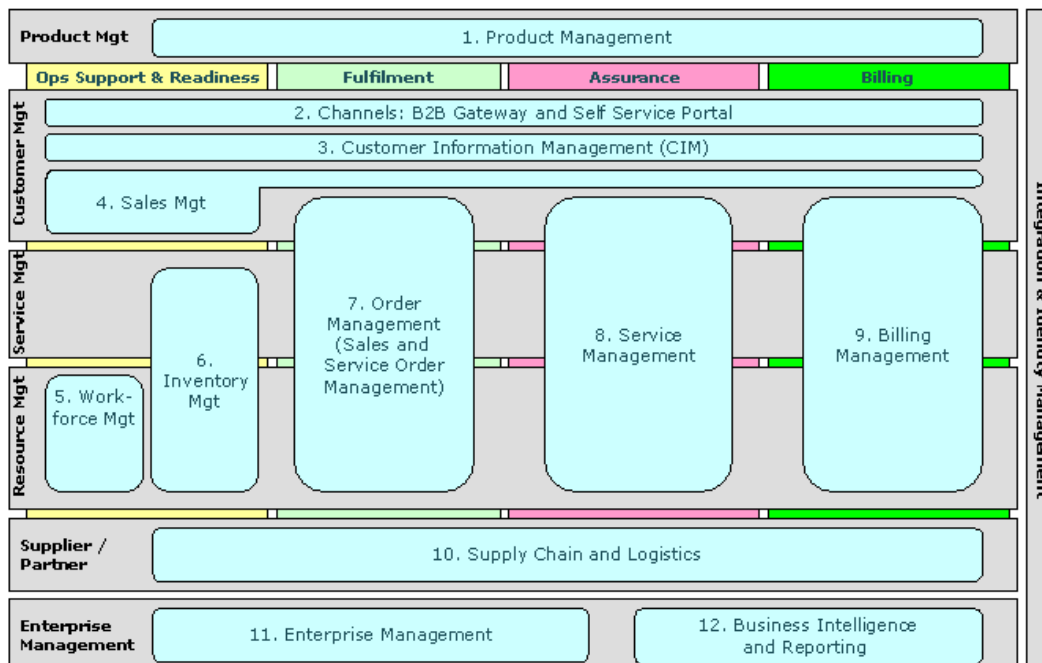 Product Mgt
1. Product Management
Ops Support & Readiness
Fulfilment
Assurance
Billing
Customer Mgt
2. Channels: B2B Gateway and Self Service Portal
3. Customer Information Management (CIM)
4. Sales Mgt
Service Mgt
Resource Mgt
5. Work-
force Mgt
6.
Inventory
Mgt
7. Order
Management
(Sales and
Service Order
Management)
8. Service
Management
9. Billing
Management
Supplier /
Partner
10. Supply Chain and Logistics
Enterprise
Management
11. Enterprise Management
12. Business Intelligence
and Reporting
Integration & Identity Management